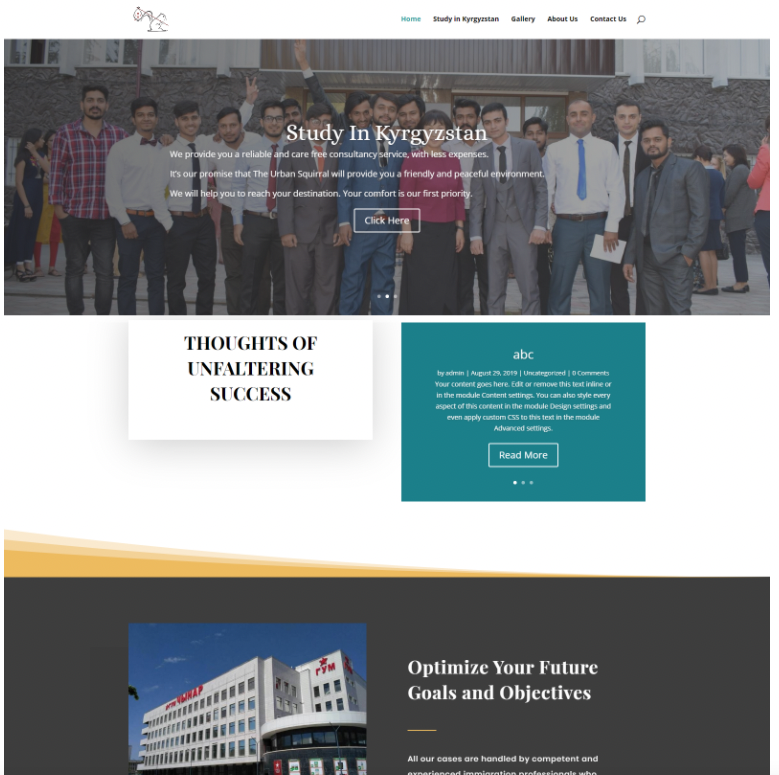 Home Study in Kyrgyzstan Gallery About Us Contact Us
Study In Kyrgyzstan
We provide you a reliable and care free consultancy service, with less expenses.
It's our promise that The Urban Squirral will provide you a friendly and peaceful environment.
We will help you to reach your destination. Your comfort is our first priority.
Click Here
THOUGHTS OF
UNFALTERING
SUCCESS
abc
by admin | August 29, 2019 | Uncategorized | 0 Comments
Your content goes here. Edit or remove this text inline or
in the module Content settings. You can also style every
aspect of this content in the module Design settings and
even apply custom CSS to this text in the module
Advanced settings.
Read More
ЧЫНАР
ГУМ
Optimize Your Future
Goals and Objectives
All our cases are handled by competent and
experienced immigration professionals who